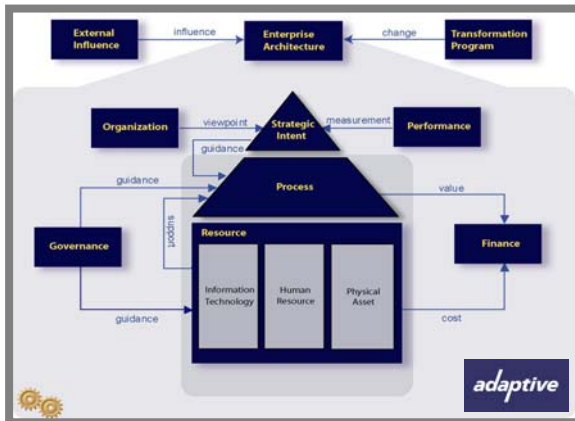 External
Influence
influence
Enterprise
Architecture
change
Transformation
Program
Organization
viewpoint
Strategic
Intent
measurement
Performance
guidance
guidance
Process
value
support
Governance
Resource
Finance
Information
Technology
Human
Resource
Physical
Asset
guidance
cost
adaptive